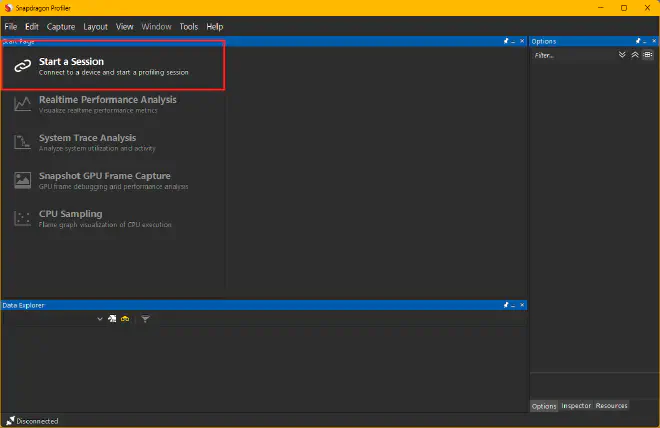 Snapdragon Profiler
File Edit Capture Layout View Window Tools Help
Start Page
Options
Start a Session
Connect to a device and start a profiling session
Filter...
Realtime Performance Analysis
Visualize realtime performance metrics
System Trace Analysis
Analyze system utilization and activity
Snapshot GPU Frame Capture
GPU frame debugging and performance analysis
CPU Sampling
Flame graph visualization of CPU execution
Data Explorer
Options Inspector Resources
Disconnected